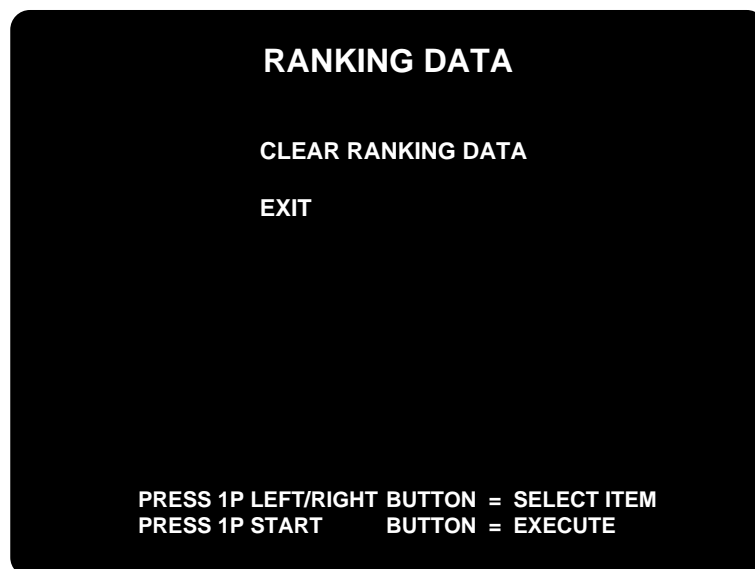 RANKING DATA
CLEAR RANKING DATA
EXIT
PRESS 1P LEFT/RIGHT BUTTON = SELECT ITEM
PRESS 1P START BUTTON = EXECUTE